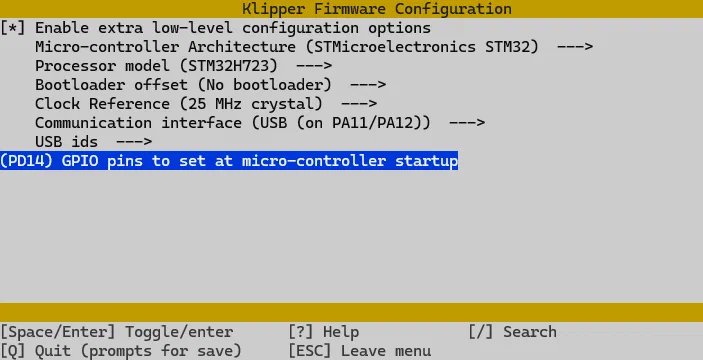 Klipper Firmware Configuration
[*] Enable extra low-level configuration options
Micro-controller Architecture (STMicroelectronics STM32) --->
Processor model (STM32H723) --->
Bootloader offset (No bootloader) --->
Clock Reference (25 MHz crystal) --->
Communication interface (USB (on PA11/PA12)) --->
USB ids --->
(PD14) GPIO pins to set at micro-controller startup
[Space/Enter] Toggle/enter [?] Help [/] Search
[Q] Quit (prompts for save) [ESC] Leave menu